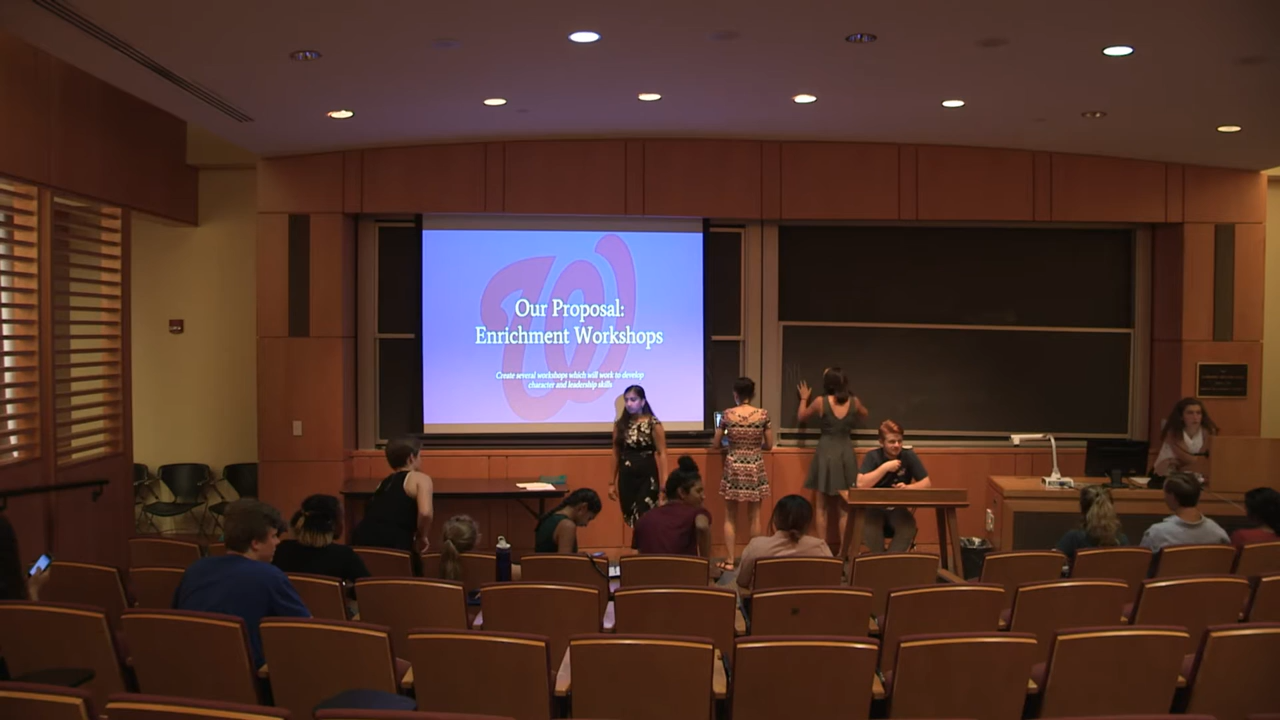 Our Proposal:
Enrichment Workshops
Create several workshops which will work to develop
character and leadership skills